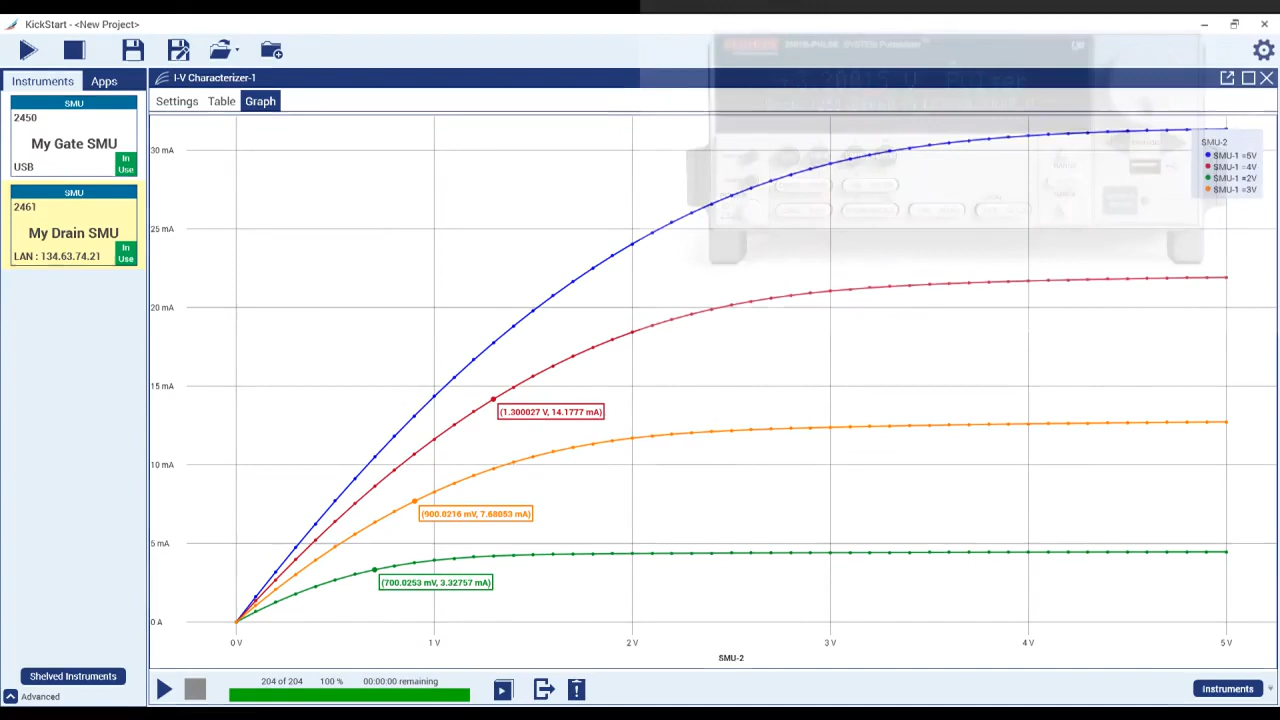 KickStart - <New Project>
Instruments Apps
SMU
2450
My Gate SMU
USB
In Use
SMU
2461
My Drain SMU
LAN : 134.63.74.21
In Use
I-V Characterizer-1
Settings Table Graph
30 mA
25 mA
20 mA
15 mA
10 mA
5 mA
0 A
SMU-2
SMU-1 =5V
SMU-1 =4V
SMU-1 =2V
SMU-1 =3V
(1.300027 V, 14.1777 mA)
(900.0216 mV, 7.68053 mA)
(700.0253 mV, 3.32757 mA)
0 V 1 V 2 V 3 V 4 V 5 V
SMU-2
Shelved Instruments
Advanced
204 of 204 100 % 00:00:00 remaining
Instruments